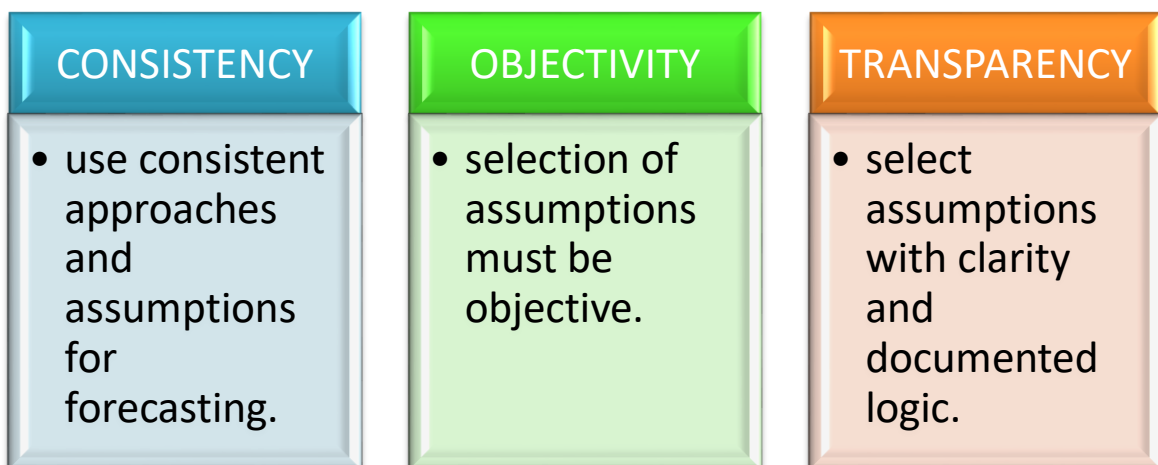 CONSISTENCY
• use consistent
approaches
and
assumptions
for
forecasting.
OBJECTIVITY
• selection of
assumptions
must be
objective.
TRANSPARENCY
• select
assumptions
with clarity
and
documented
logic.